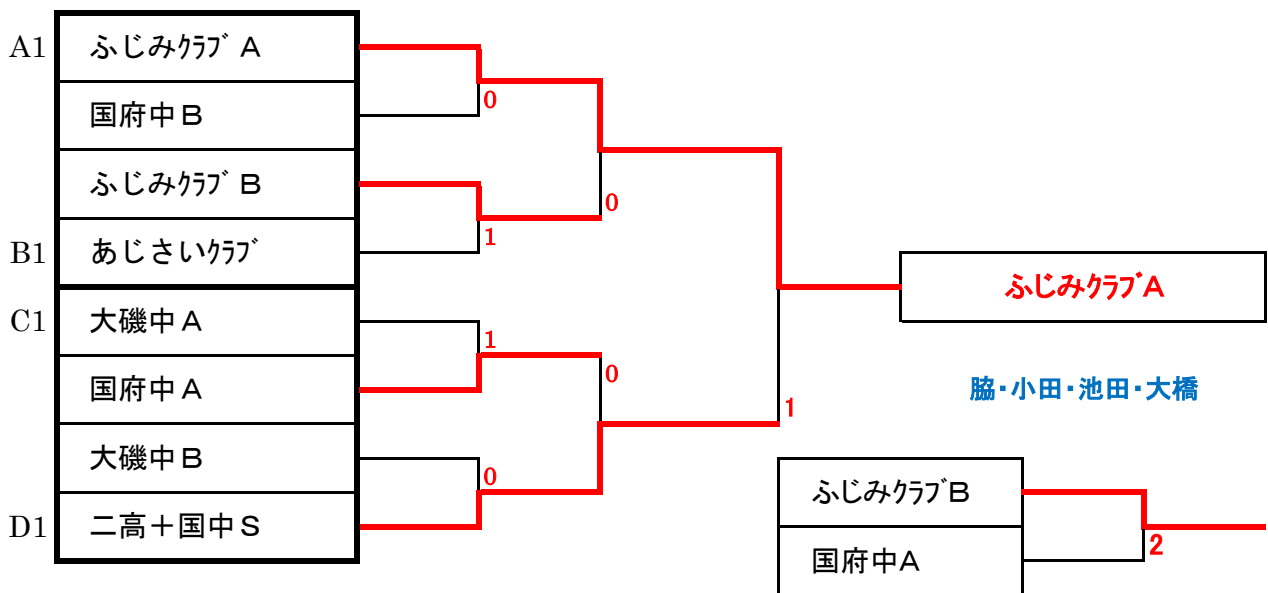 A1 ふじみｸﾗﾌﾞ A
0
国府中B
ふじみｸﾗﾌﾞ B
0
1
B1 あじさいｸﾗﾌﾞ
ふじみｸﾗﾌﾞA
C1 大磯中A
1
0
国府中A
脇・小田・池田・大橋
1
大磯中B
0
ふじみｸﾗﾌﾞB
D1 二高＋国中S
2
国府中A